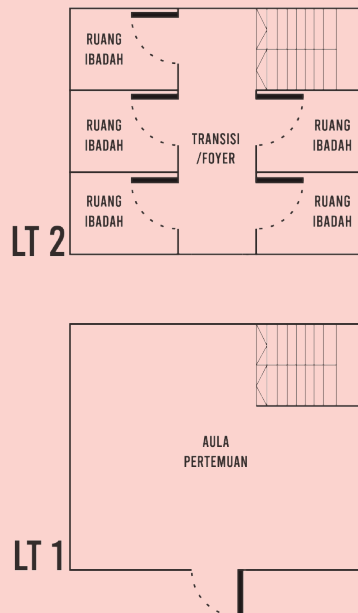 RUANG
IBADAH
RUANG
IBADAH
TRANSISI
/FOYER
RUANG
IBADAH
RUANG
IBADAH
RUANG
IBADAH
LT 2
AULA
PERTEMUAN
LT 1